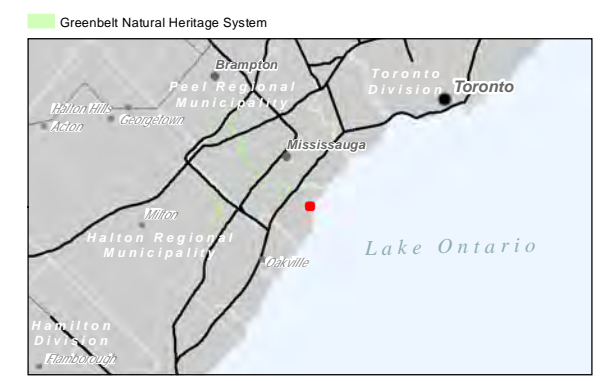 Greenbelt Natural Heritage System
Brampton
Peel Regional
Municipality
Toronto
Division
Toronto
Halton Hills
Acton
Georgetown
Mississauga
Milton
Halton Regional
Municipality
Lake Ontario
Oakville
Hamilton
Division
Flamborough